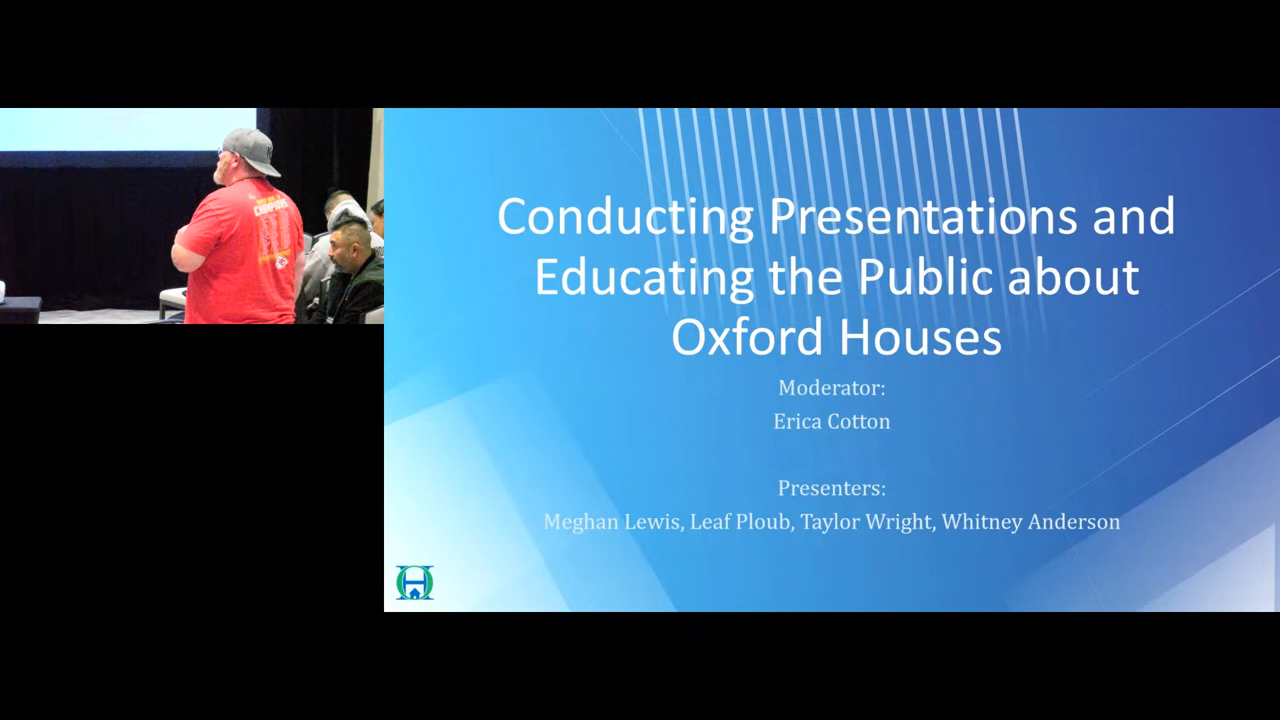 CHAMPIONS
Conducting Presentations and
Educating the Public about
Oxford Houses
Moderator:
Erica Cotton
Presenters:
Meghan Lewis, Leaf Ploub, Taylor Wright, Whitney Anderson